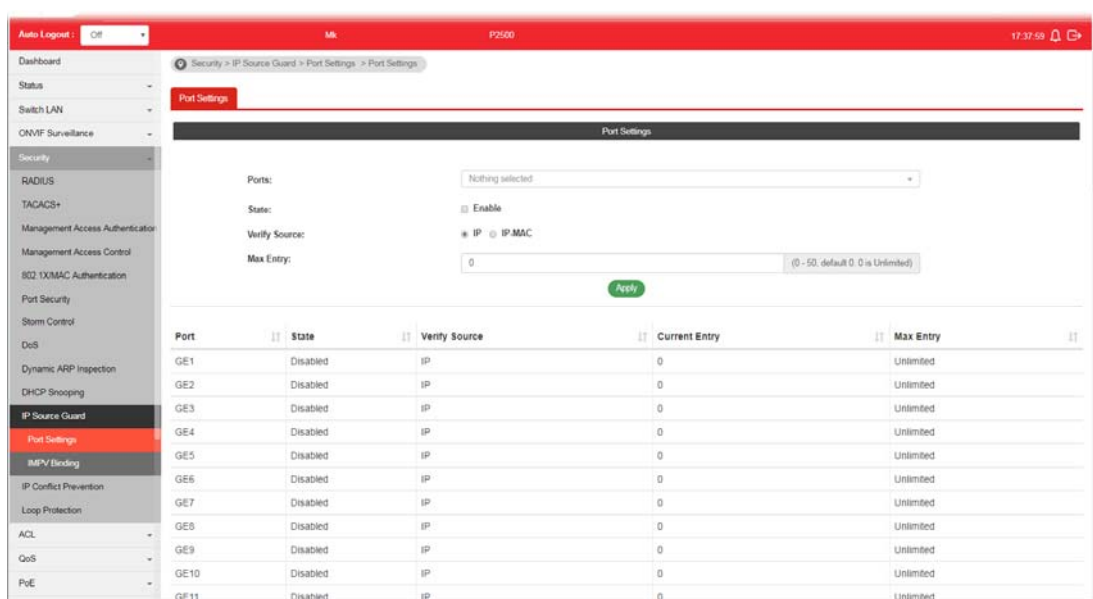 Auto Logout : Off Mk P2500 17:37:59
Dashboard
Status
Switch LAN
ONVIF Surveillance
Security
RADIUS
TACACS+
Management Access Authentication
Management Access Control
802.1X/MAC Authentication
Port Security
Storm Control
DoS
Dynamic ARP Inspection
DHCP Snooping
IP Source Guard
Port Settings
IMPV Binding
IP Conflict Prevention
Loop Protection
ACL
QoS
PoE
Security > IP Source Guard > Port Settings > Port Settings
Port Settings
Port Settings
Ports: Nothing selected
State: Enable
Verify Source: IP IP-MAC
Max Entry: 0 (0 - 50, default 0. 0 is Unlimited)
Apply
Port State Verify Source Current Entry Max Entry
GE1 Disabled IP 0 Unlimited
GE2 Disabled IP 0 Unlimited
GE3 Disabled IP 0 Unlimited
GE4 Disabled IP 0 Unlimited
GE5 Disabled IP 0 Unlimited
GE6 Disabled IP 0 Unlimited
GE7 Disabled IP 0 Unlimited
GE8 Disabled IP 0 Unlimited
GE9 Disabled IP 0 Unlimited
GE10 Disabled IP 0 Unlimited
GE11 Disabled IP 0 Unlimited